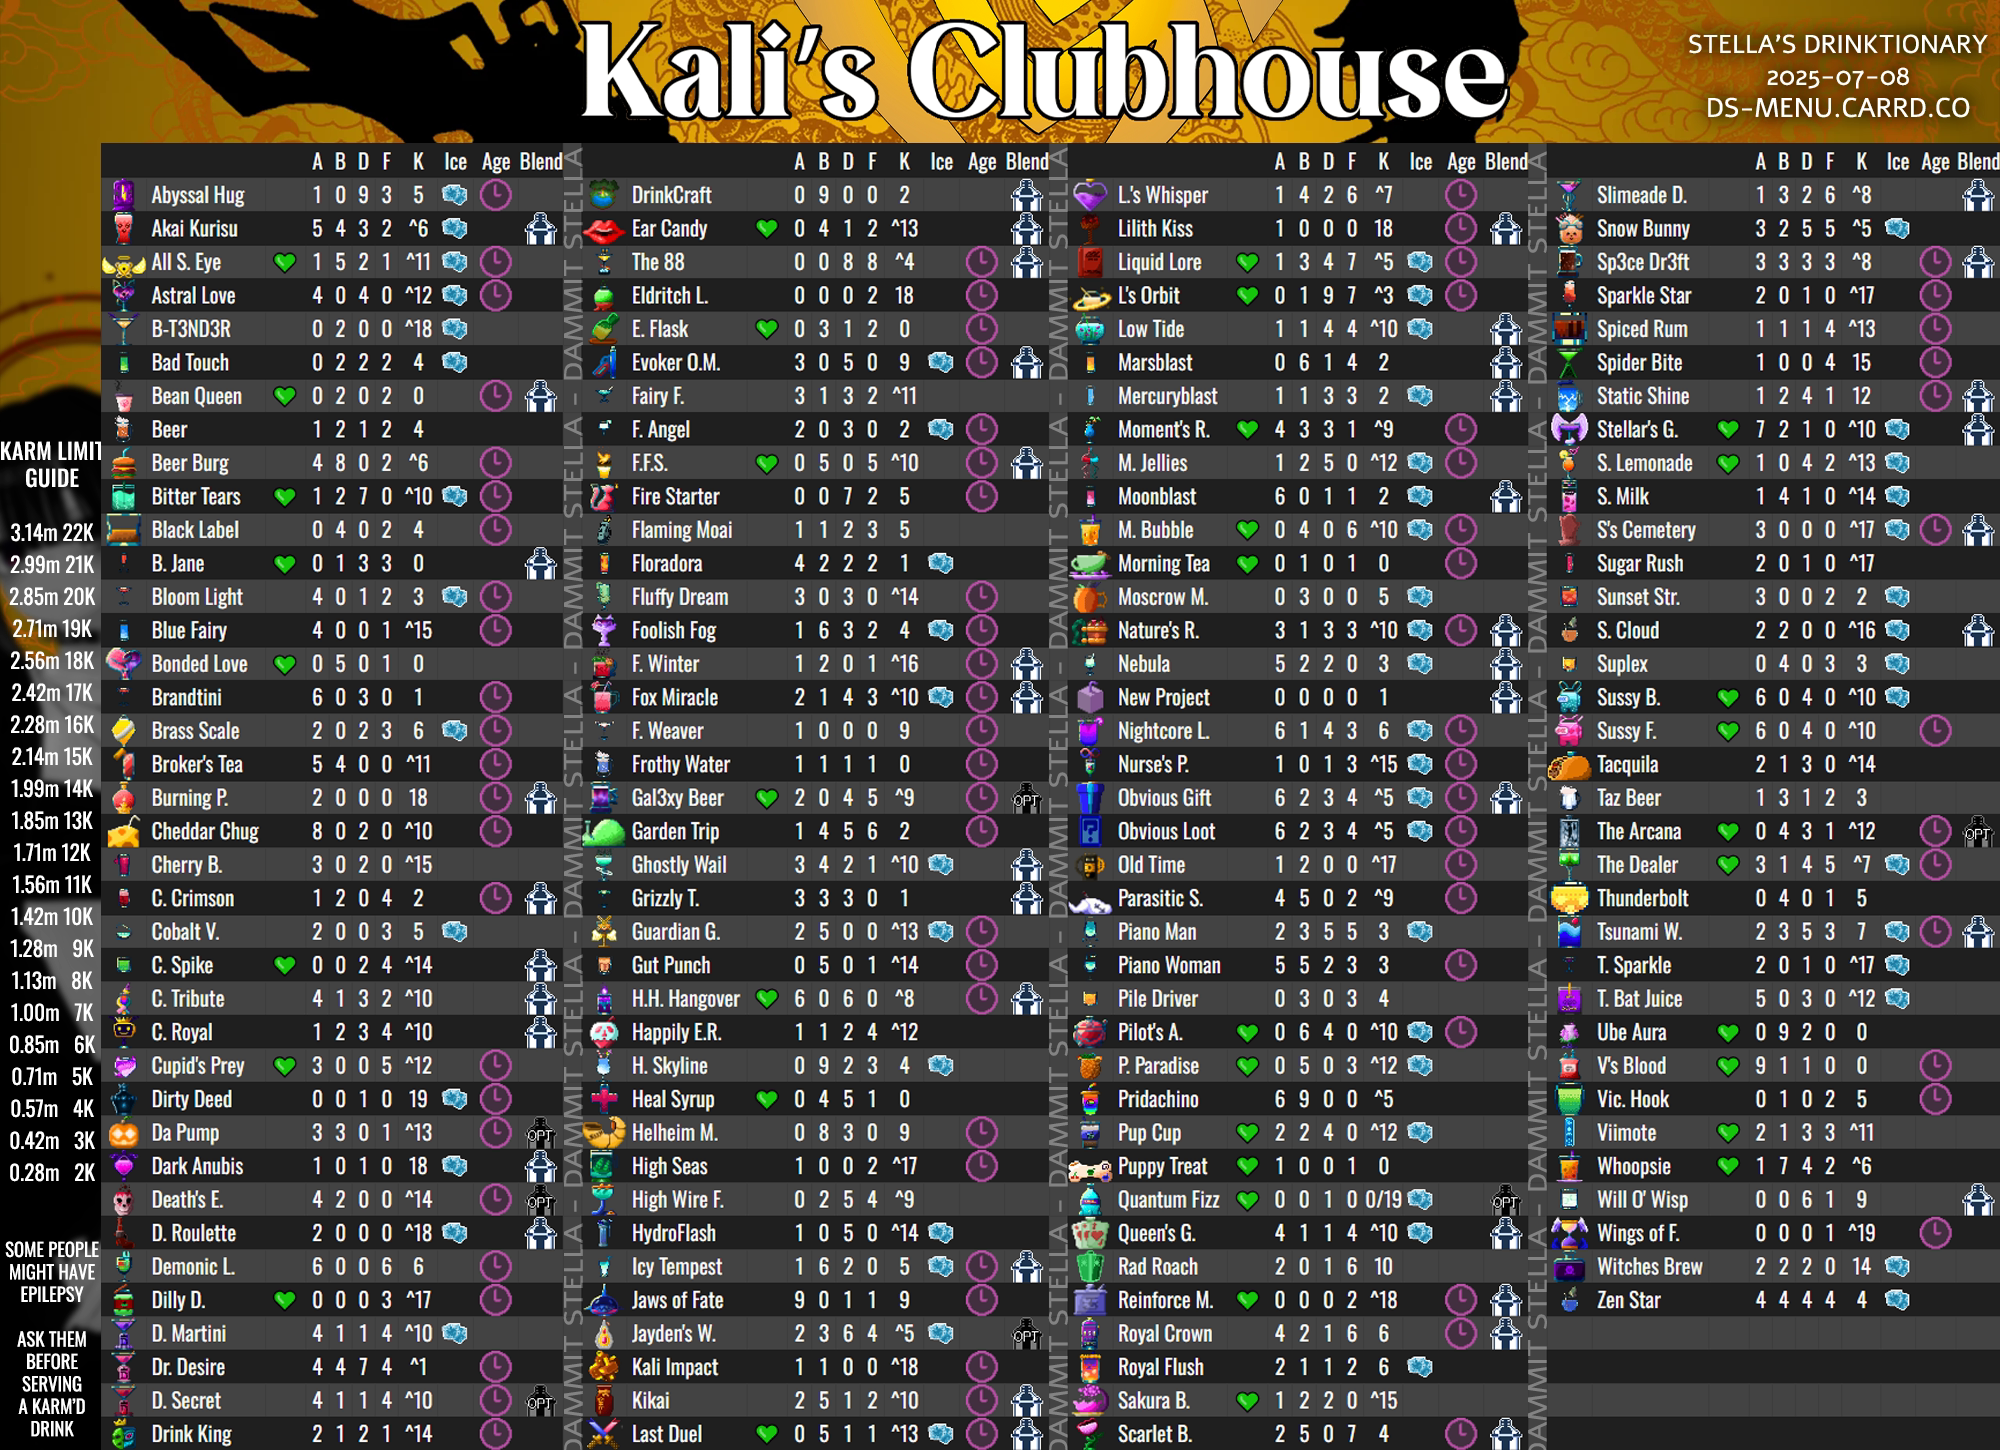 Kali's Clubhouse
STELLA'S DRINKTIONARY
2025-07-08
DS-MENU.CARRD.CO
KARM LIMIT
GUIDE
3.14m 22K
2.99m 21K
2.85m 20K
2.71m 19K
2.56m 18K
2.42m 17K
2.28m 16K
2.14m 15K
1.99m 14K
1.85m 13K
1.71m 12K
1.56m 11K
1.42m 10K
1.28m 9K
1.13m 8K
1.00m 7K
0.85m 6K
0.71m 5K
0.57m 4K
0.42m 3K
0.28m 2K
SOME PEOPLE
MIGHT HAVE
EPILEPSY
ASK THEM
BEFORE
SERVING
A KARM'D
DRINK
A B D F K Ice Age Blend
Abyssal Hug 1 0 9 3 5
Akai Kurisu 5 4 3 2 ^6
All S. Eye 1 5 2 1 ^11
Astral Love 4 0 4 0 ^12
B-T3ND3R 0 2 0 0 ^18
Bad Touch 0 2 2 2 4
Bean Queen 0 2 0 2 0
Beer 1 2 1 2 4
Beer Burg 4 8 0 2 ^6
Bitter Tears 1 2 7 0 ^10
Black Label 0 4 0 2 4
B. Jane 0 1 3 3 0
Bloom Light 4 0 1 2 3
Blue Fairy 4 0 0 1 ^15
Bonded Love 0 5 0 1 0
Brandtini 6 0 3 0 1
Brass Scale 2 0 2 3 6
Broker's Tea 5 4 0 0 ^11
Burning P. 2 0 0 0 18
Cheddar Chug 8 0 2 0 ^10
Cherry B. 3 0 2 0 ^15
C. Crimson 1 2 0 4 2
Cobalt V. 2 0 0 3 5
C. Spike 0 0 2 4 ^14
C. Tribute 4 1 3 2 ^10
C. Royal 1 2 3 4 ^10
Cupid's Prey 3 0 0 5 ^12
Dirty Deed 0 0 1 0 19
Da Pump 3 3 0 1 ^13 OPT
Dark Anubis 1 0 1 0 18
Death's E. 4 2 0 0 ^14 OPT
D. Roulette 2 0 0 0 ^18
Demonic L. 6 0 0 6 6
Dilly D. 0 0 0 3 ^17
D. Martini 4 1 1 4 ^10
Dr. Desire 4 4 7 4 ^1
D. Secret 4 1 1 4 ^10 OPT
Drink King 2 1 2 1 ^14
DAMMIT STELLA - DAMMIT STELLA - DAMMIT STELLA - DAMMIT STELLA
A B D F K Ice Age Blend
DrinkCraft 0 9 0 0 2
Ear Candy 0 4 1 2 ^13
The 88 0 0 8 8 ^4
Eldritch L. 0 0 0 2 18
E. Flask 0 3 1 2 0
Evoker O.M. 3 0 5 0 9
Fairy F. 3 1 3 2 ^11
F. Angel 2 0 3 0 2
F.F.S. 0 5 0 5 ^10
Fire Starter 0 0 7 2 5
Flaming Moai 1 1 2 3 5
Floradora 4 2 2 2 1
Fluffy Dream 3 0 3 0 ^14
Foolish Fog 1 6 3 2 4
F. Winter 1 2 0 1 ^16
Fox Miracle 2 1 4 3 ^10
F. Weaver 1 0 0 0 9
Frothy Water 1 1 1 1 0
Gal3xy Beer 2 0 4 5 ^9 OPT
Garden Trip 1 4 5 6 2
Ghostly Wail 3 4 2 1 ^10
Grizzly T. 3 3 3 0 1
Guardian G. 2 5 0 0 ^13
Gut Punch 0 5 0 1 ^14
H.H. Hangover 6 0 6 0 ^8
Happily E.R. 1 1 2 4 ^12
H. Skyline 0 9 2 3 4
Heal Syrup 0 4 5 1 0
Helheim M. 0 8 3 0 9
High Seas 1 0 0 2 ^17
High Wire F. 0 2 5 4 ^9
HydroFlash 1 0 5 0 ^14
Icy Tempest 1 6 2 0 5
Jaws of Fate 9 0 1 1 9
Jayden's W. 2 3 6 4 ^5 OPT
Kali Impact 1 1 0 0 ^18
Kikai 2 5 1 2 ^10
Last Duel 0 5 1 1 ^13
DAMMIT STELLA - DAMMIT STELLA - DAMMIT STELLA - DAMMIT STELLA
A B D F K Ice Age Blend
L.'s Whisper 1 4 2 6 ^7
Lilith Kiss 1 0 0 0 18
Liquid Lore 1 3 4 7 ^5
L's Orbit 0 1 9 7 ^3
Low Tide 1 1 4 4 ^10
Marsblast 0 6 1 4 2
Mercuryblast 1 1 3 3 2
Moment's R. 4 3 3 1 ^9
M. Jellies 1 2 5 0 ^12
Moonblast 6 0 1 1 2
M. Bubble 0 4 0 6 ^10
Morning Tea 0 1 0 1 0
Moscrow M. 0 3 0 0 5
Nature's R. 3 1 3 3 ^10
Nebula 5 2 2 0 3
New Project 0 0 0 0 1
Nightcore L. 6 1 4 3 6
Nurse's P. 1 0 1 3 ^15
Obvious Gift 6 2 3 4 ^5
Obvious Loot 6 2 3 4 ^5
Old Time 1 2 0 0 ^17
Parasitic S. 4 5 0 2 ^9
Piano Man 2 3 5 5 3
Piano Woman 5 5 2 3 3
Pile Driver 0 3 0 3 4
Pilot's A. 0 6 4 0 ^10
P. Paradise 0 5 0 3 ^12
Pridachino 6 9 0 0 ^5
Pup Cup 2 2 4 0 ^12
Puppy Treat 1 0 0 1 0
Quantum Fizz 0 0 1 0 0/19 OPT
Queen's G. 4 1 1 4 ^10
Rad Roach 2 0 1 6 10
Reinforce M. 0 0 0 2 ^18
Royal Crown 4 2 1 6 6
Royal Flush 2 1 1 2 6
Sakura B. 1 2 2 0 ^15
Scarlet B. 2 5 0 7 4
DAMMIT STELLA - DAMMIT STELLA - DAMMIT STELLA - DAMMIT STELLA
A B D F K Ice Age Blend
Slimeade D. 1 3 2 6 ^8
Snow Bunny 3 2 5 5 ^5
Sp3ce Dr3ft 3 3 3 3 ^8
Sparkle Star 2 0 1 0 ^17
Spiced Rum 1 1 1 4 ^13
Spider Bite 1 0 0 4 15
Static Shine 1 2 4 1 12
Stellar's G. 7 2 1 0 ^10
S. Lemonade 1 0 4 2 ^13
S. Milk 1 4 1 0 ^14
S's Cemetery 3 0 0 0 ^17
Sugar Rush 2 0 1 0 ^17
Sunset Str. 3 0 0 2 2
S. Cloud 2 2 0 0 ^16
Suplex 0 4 0 3 3
Sussy B. 6 0 4 0 ^10
Sussy F. 6 0 4 0 ^10
Tacquila 2 1 3 0 ^14
Taz Beer 1 3 1 2 3
The Arcana 0 4 3 1 ^12 OPT
The Dealer 3 1 4 5 ^7
Thunderbolt 0 4 0 1 5
Tsunami W. 2 3 5 3 7
T. Sparkle 2 0 1 0 ^17
T. Bat Juice 5 0 3 0 ^12
Ube Aura 0 9 2 0 0
V's Blood 9 1 1 0 0
Vic. Hook 0 1 0 2 5
Viimote 2 1 3 3 ^11
Whoopsie 1 7 4 2 ^6
Will O' Wisp 0 0 6 1 9
Wings of F. 0 0 0 1 ^19
Witches Brew 2 2 2 0 14
Zen Star 4 4 4 4 4